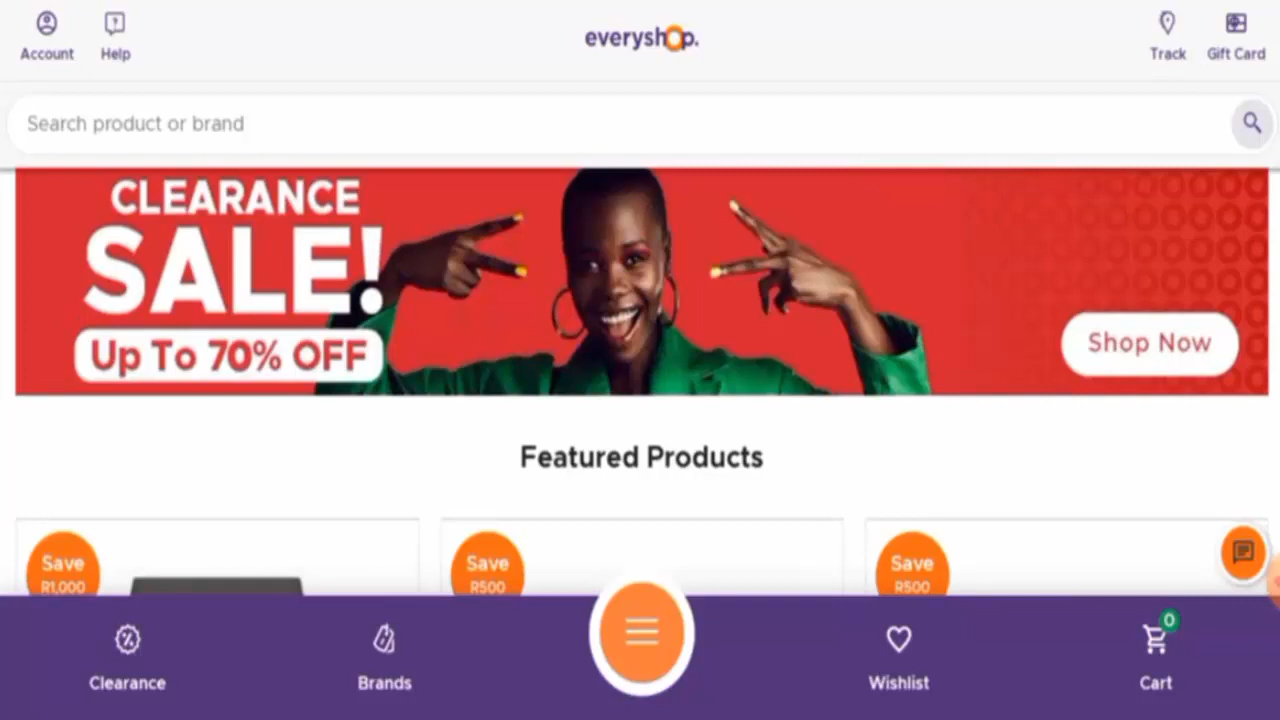 Account
Help
everyshop.
Track
Gift Card
Search product or brand
CLEARANCE
SALE!
Up To 70% OFF
Shop Now
Featured Products
Save
R1,000
Save
R500
Save
R500
Clearance
Brands
Wishlist
0
Cart